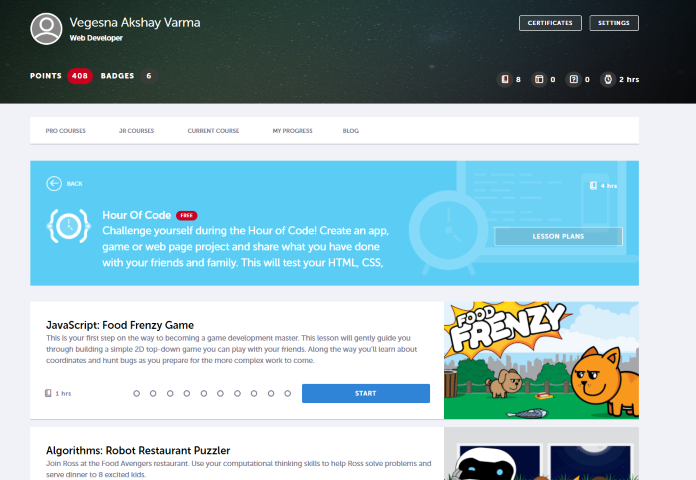 Vegesna Akshay Varma
CERTIFICATES
SETTINGS
Web Developer
POINTS 408 BADGES 6
8 0 0 2 hrs
PRO COURSES JR COURSES CURRENT COURSE MY PROGRESS BLOG
BACK
4 hrs
Hour Of Code FREE
Challenge yourself during the Hour of Code! Create an app,
game or web page project and share what you have done
with your friends and family. This will test your HTML, CSS,
LESSON PLANS
JavaScript: Food Frenzy Game
This is your first step on the way to becoming a game development master. This lesson will gently guide you
through building a simple 2D top-down game you can play with your friends. Along the way you'll learn about
coordinates and hunt bugs as you prepare for the more complex work to come.
1 hrs
START
FOOD
FRENZY
Algorithms: Robot Restaurant Puzzler
Join Ross at the Food Avengers restaurant. Use your computational thinking skills to help Ross solve problems and
serve dinner to 8 excited kids.